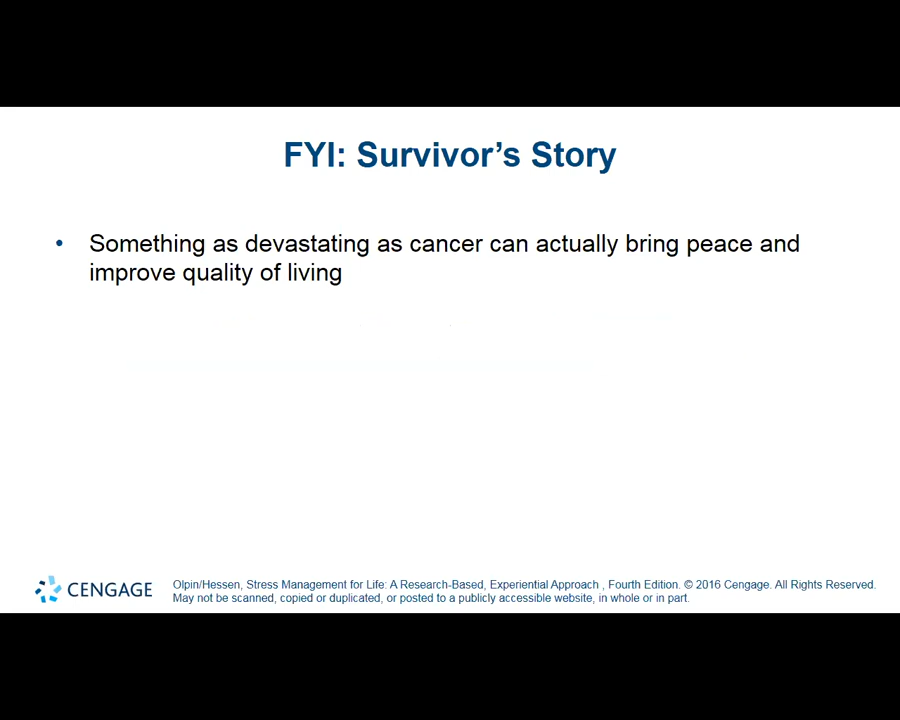 FYI: Survivor’s Story
• Something as devastating as cancer can actually bring peace and
improve quality of living
CENGAGE
Olpin/Hessen, Stress Management for Life: A Research-Based, Experiential Approach , Fourth Edition. © 2016 Cengage. All Rights Reserved.
May not be scanned, copied or duplicated, or posted to a publicly accessible website, in whole or in part.